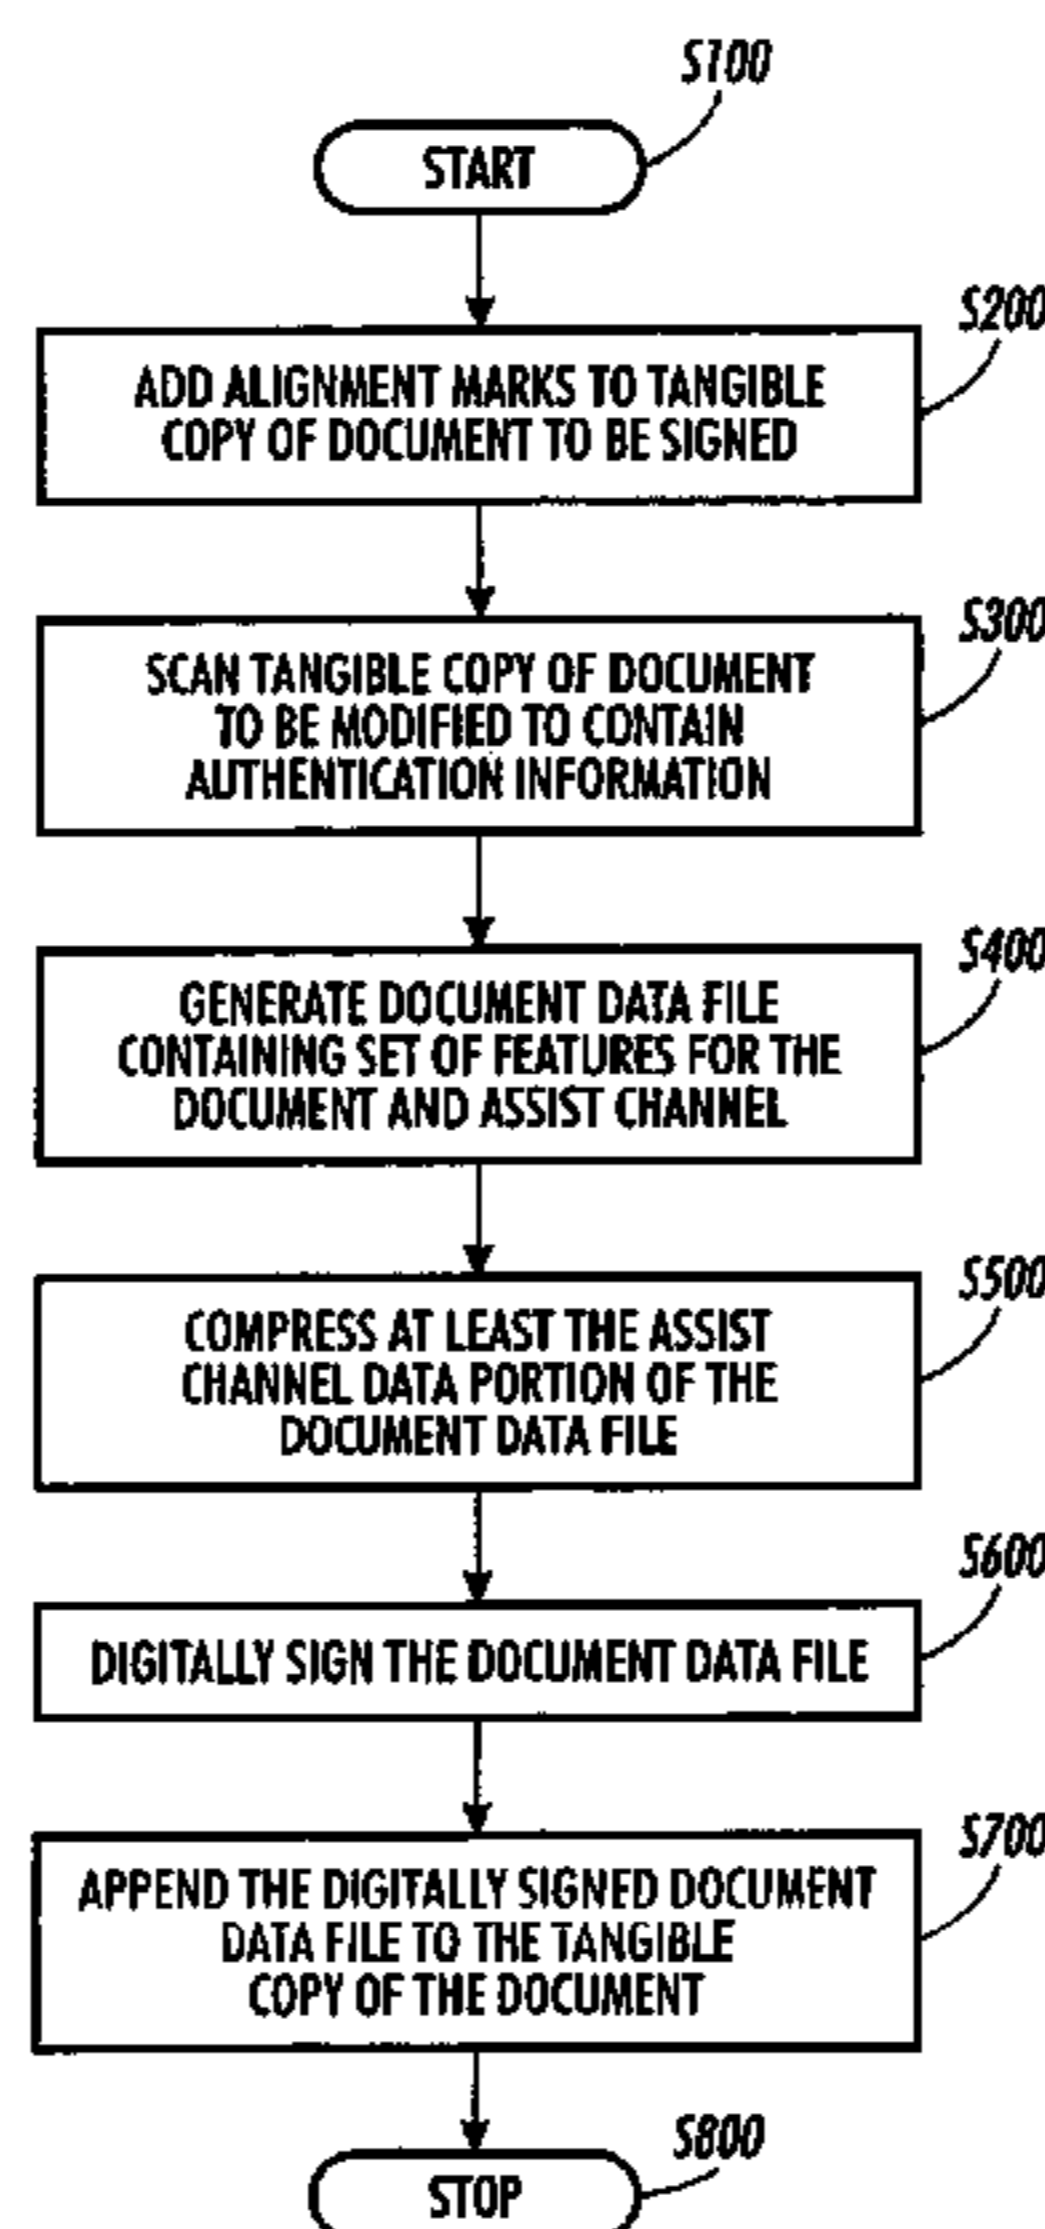 S100
START
S200
ADD ALIGNMENT MARKS TO TANGIBLE
COPY OF DOCUMENT TO BE SIGNED
S300
SCAN TANGIBLE COPY OF DOCUMENT
TO BE MODIFIED TO CONTAIN
AUTHENTICATION INFORMATION
S400
GENERATE DOCUMENT DATA FILE
CONTAINING SET OF FEATURES FOR THE
DOCUMENT AND ASSIST CHANNEL
S500
COMPRESS AT LEAST THE ASSIST
CHANNEL DATA PORTION OF THE
DOCUMENT DATA FILE
S600
DIGITALLY SIGN THE DOCUMENT DATA FILE
S700
APPEND THE DIGITALLY SIGNED DOCUMENT
DATA FILE TO THE TANGIBLE
COPY OF THE DOCUMENT
S800
STOP